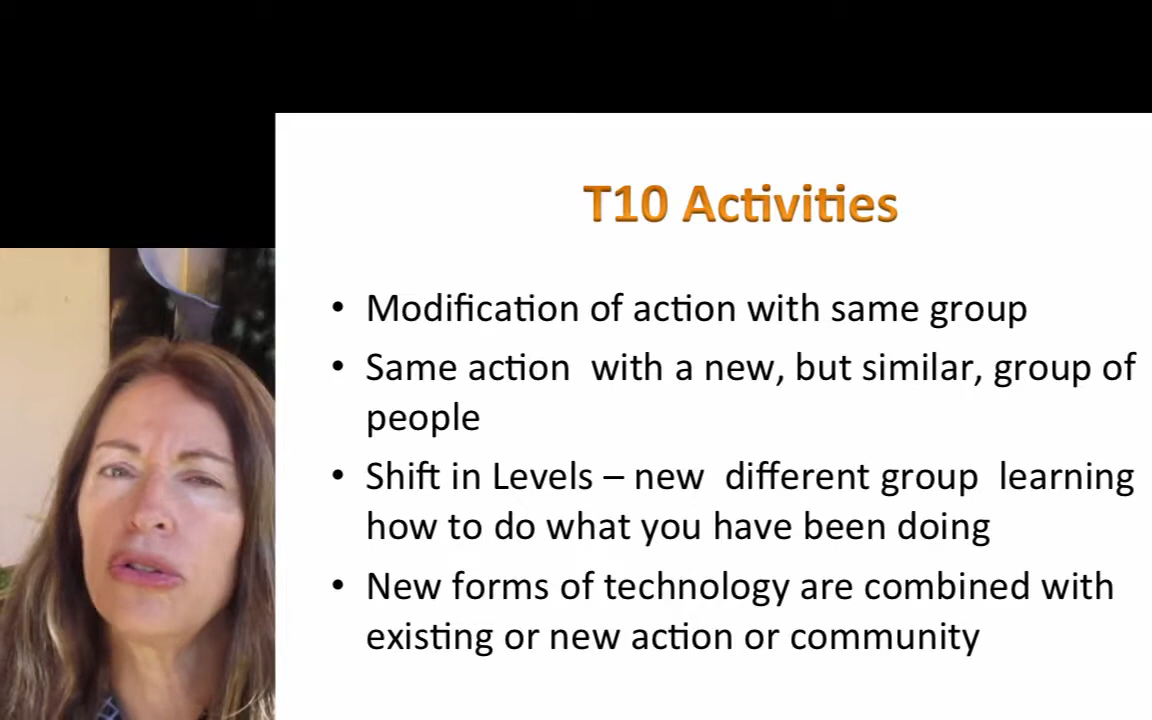 T10 Activities
• Modification of action with same group
• Same action  with a new, but similar, group of
people
• Shift in Levels – new  different group  learning
how to do what you have been doing
• New forms of technology are combined with
existing or new action or community